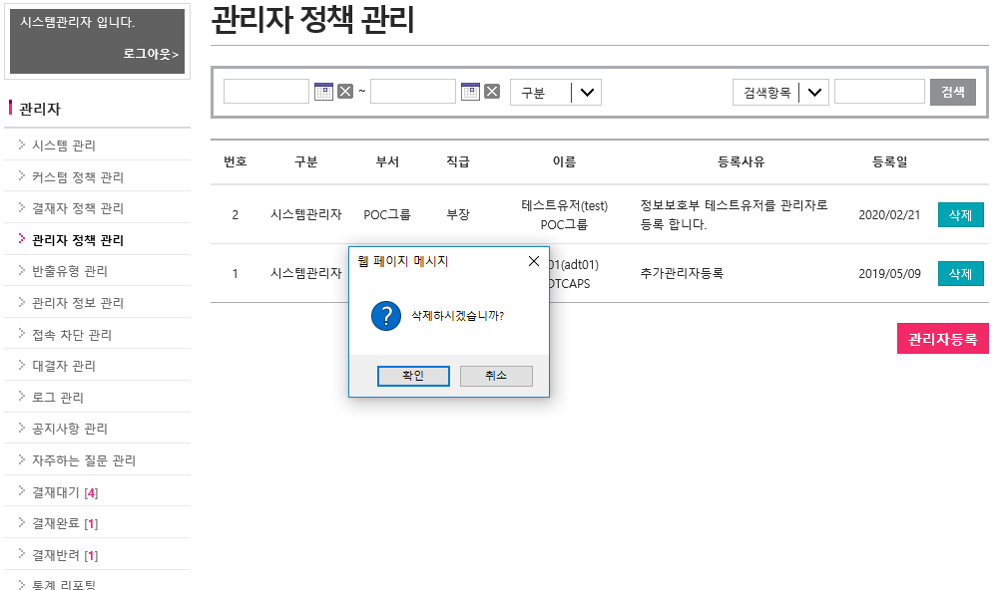 시스템관리자 입니다.
로그아웃>
관리자
시스템 관리
커스텀 정책 관리
결재자 정책 관리
관리자 정책 관리
반출유형 관리
관리자 정보 관리
접속 차단 관리
대결자 관리
로그 관리
공지사항 관리
자주하는 질문 관리
결재대기 [4]
결재완료 [1]
결재반려 [1]
통계 리포팅
관리자 정책 관리
~ 구분 검색항목 검색
번호 구분 부서 직급 이름 등록사유 등록일
2 시스템관리자 POC그룹 부장 테스트유저(test) 정보보호부 테스트유저를 관리자로 2020/02/21 삭제
POC그룹 등록 합니다.
1 시스템관리자 01(adt01) 추가관리자등록 2019/05/09 삭제
DTCAPS
관리자등록
웹 페이지 메시지
삭제하시겠습니까?
확인 취소